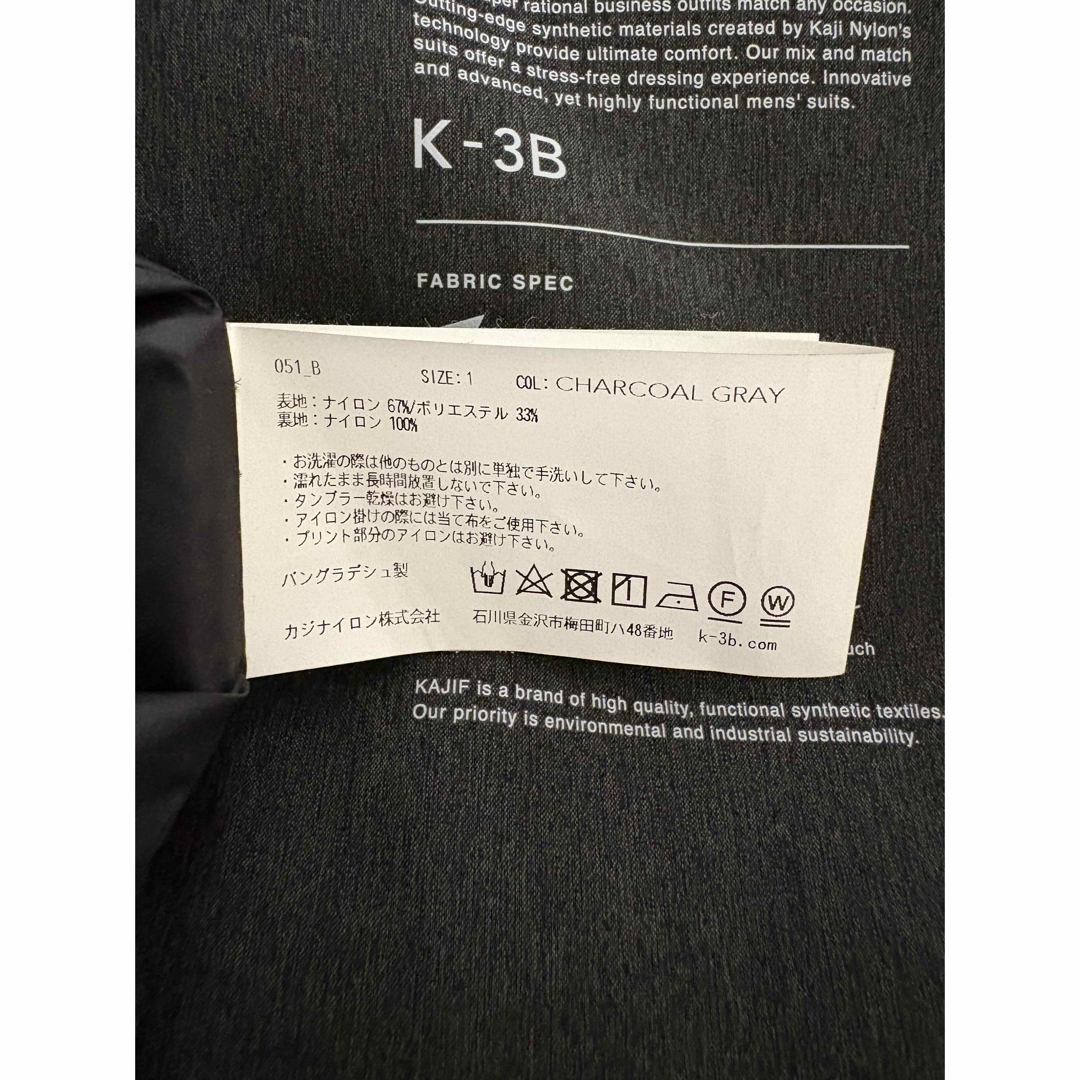 rational business outfits match any occasion.
Cutting-edge synthetic materials created by Kaji Nylon's
technology provide ultimate comfort. Our mix and match
suits offer a stress-free dressing experience. Innovative
and advanced, yet highly functional mens' suits.
K-3B
FABRIC SPEC
051_B SIZE: 1 COL: CHARCOAL GRAY
表地：ナイロン 67%/ポリエステル 33%
裏地：ナイロン 100%
・お洗濯の際は他のものとは別に単独で手洗いして下さい。
・濡れたまま長時間放置しないで下さい。
・タンブラー乾燥はお避け下さい。
・アイロン掛けの際には当て布をご使用下さい。
・プリント部分のアイロンはお避け下さい。
バングラデシュ製
F W
カジナイロン株式会社 石川県金沢市梅田町ハ48番地 k-3b.com
uch
KAJIF is a brand of high quality, functional synthetic textiles.
Our priority is environmental and industrial sustainability.